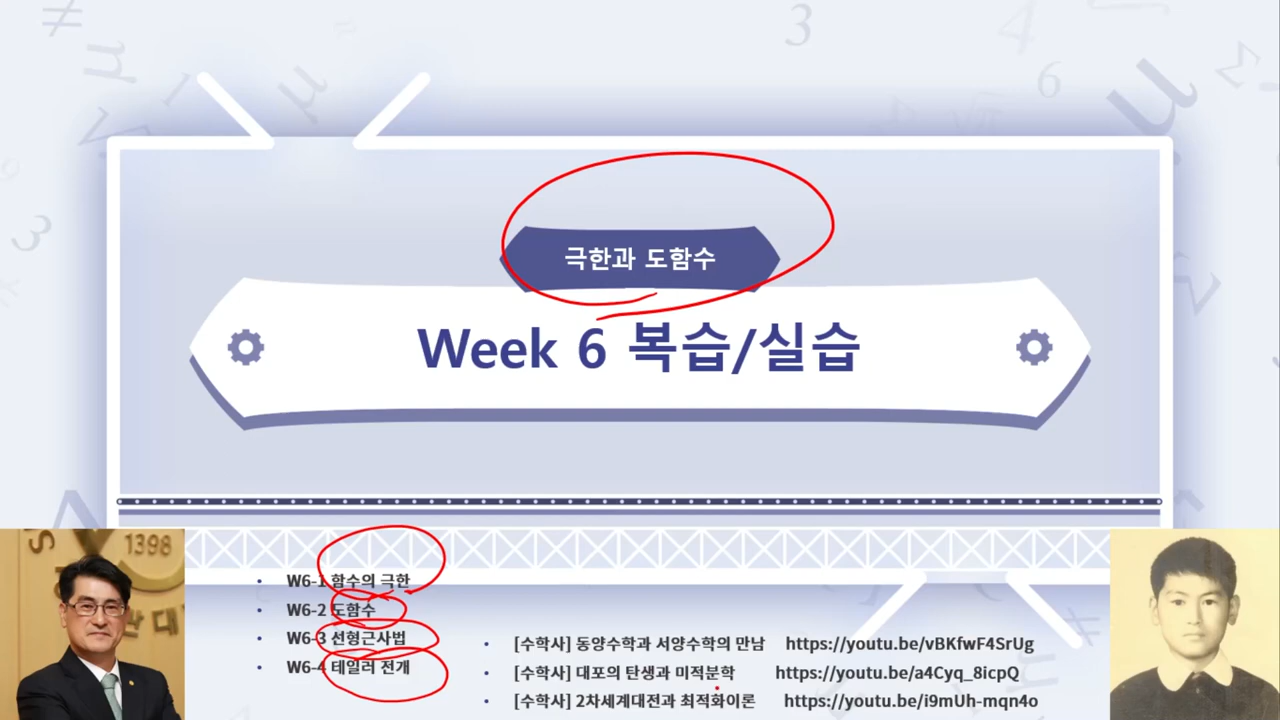 극한과 도함수
Week 6 복습/실습
1398
W6-1 함수의 극한
W6-2 도함수
W6-3 선형근사법
W6-4 테일러 전개
[수학사] 동양수학과 서양수학의 만남 https://youtu.be/vBKfwF4SrUg
[수학사] 대포의 탄생과 미적분학 https://youtu.be/a4Cyq_8icpQ
[수학사] 2차세계대전과 최적화이론 https://youtu.be/i9mUh-mqn4o